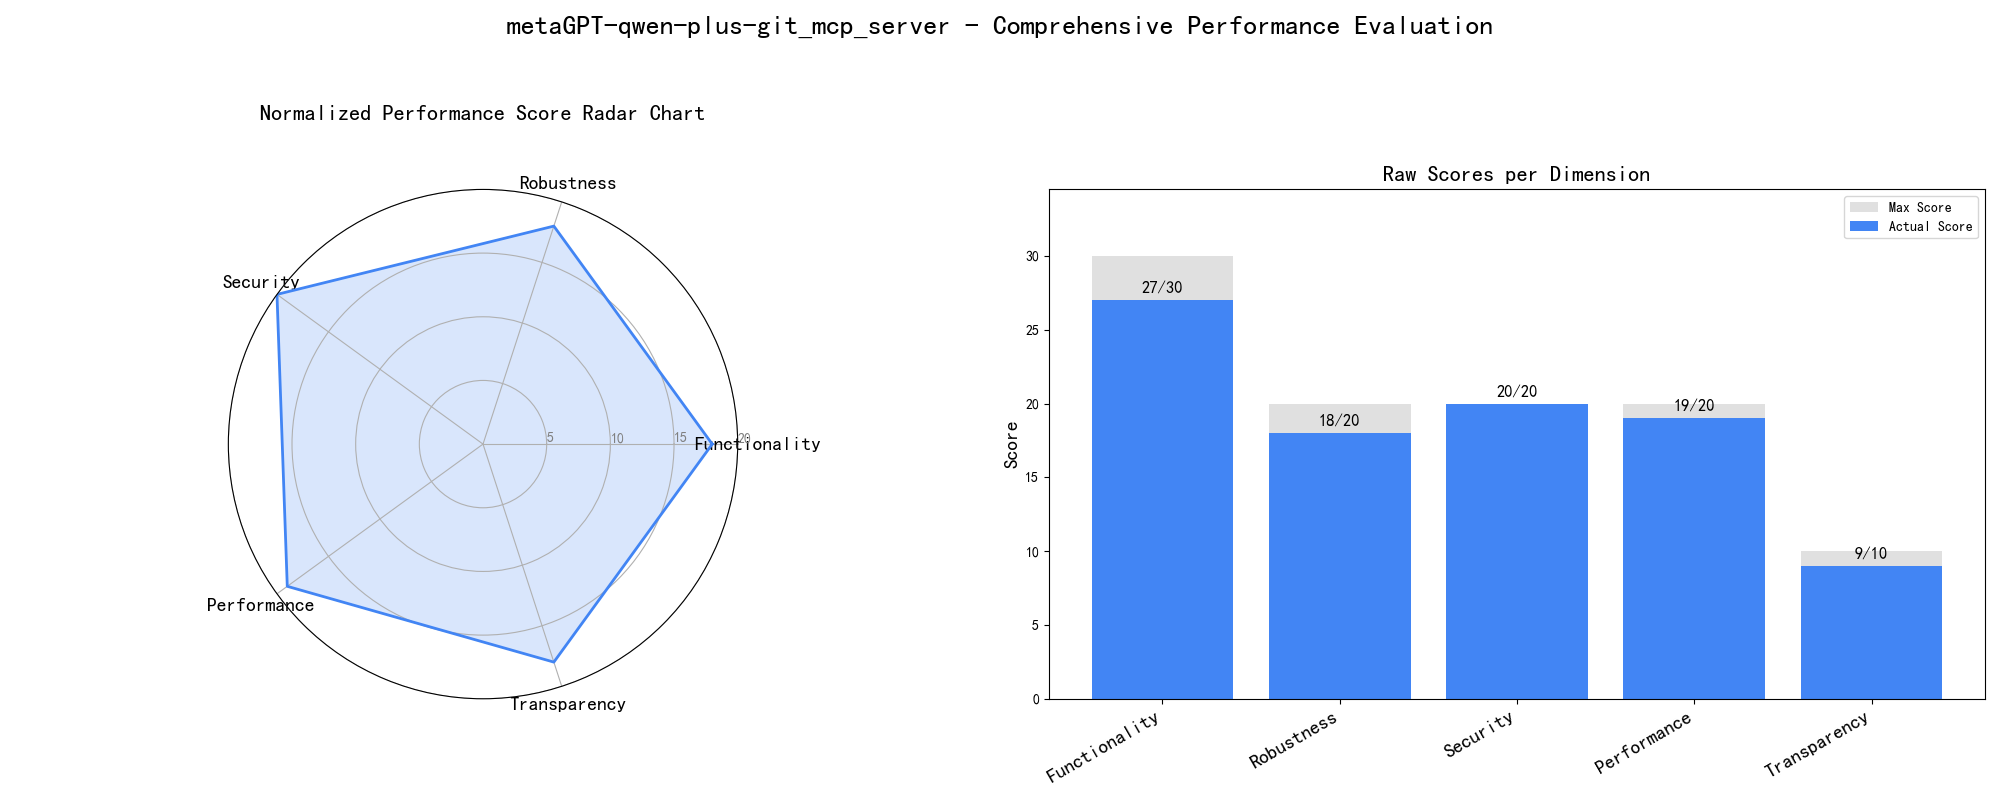 metaGPT-qwen-plus-git_mcp_server - Comprehensive Performance Evaluation
Normalized Performance Score Radar Chart
Robustness
Security
Functionality
Performance
Transparency
5
10
15
20
Raw Scores per Dimension
Max Score
Actual Score
Score
30
25
20
15
10
5
0
27/30
18/20
20/20
19/20
9/10
Functionality
Robustness
Security
Performance
Transparency